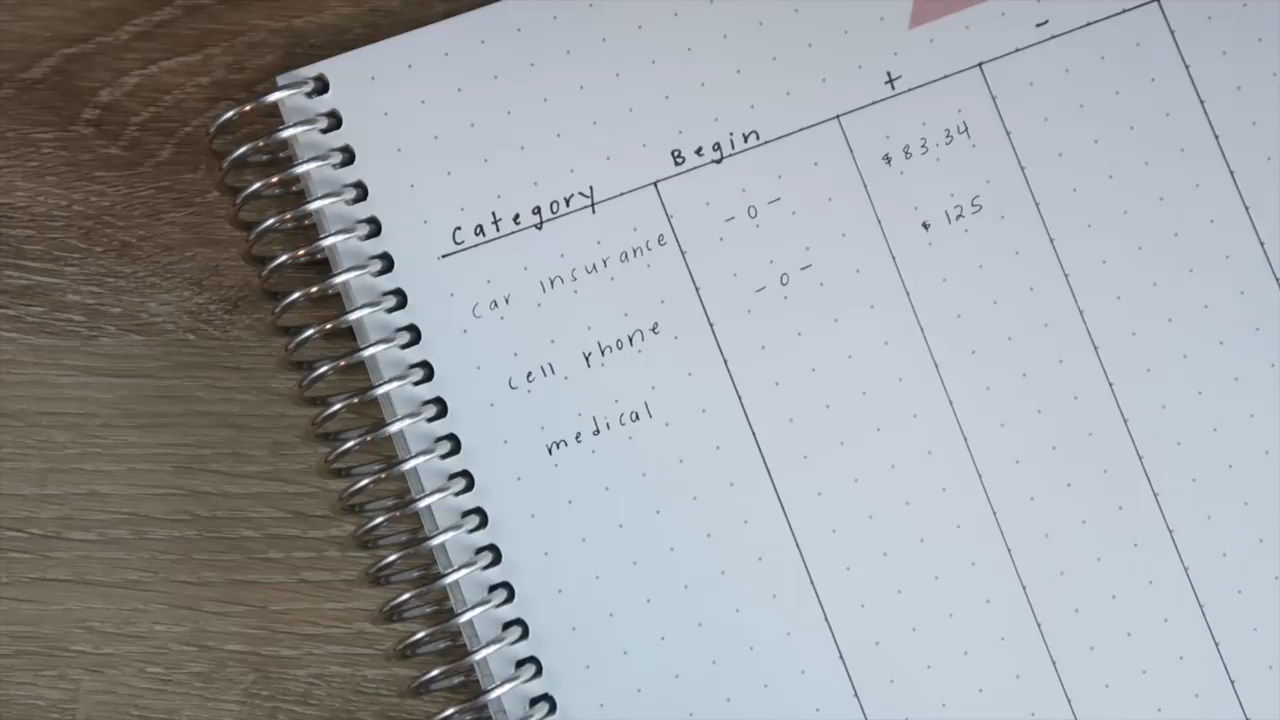 Category Begin + -
car insurance -0- $83.34
cell phone -0- $125
medical